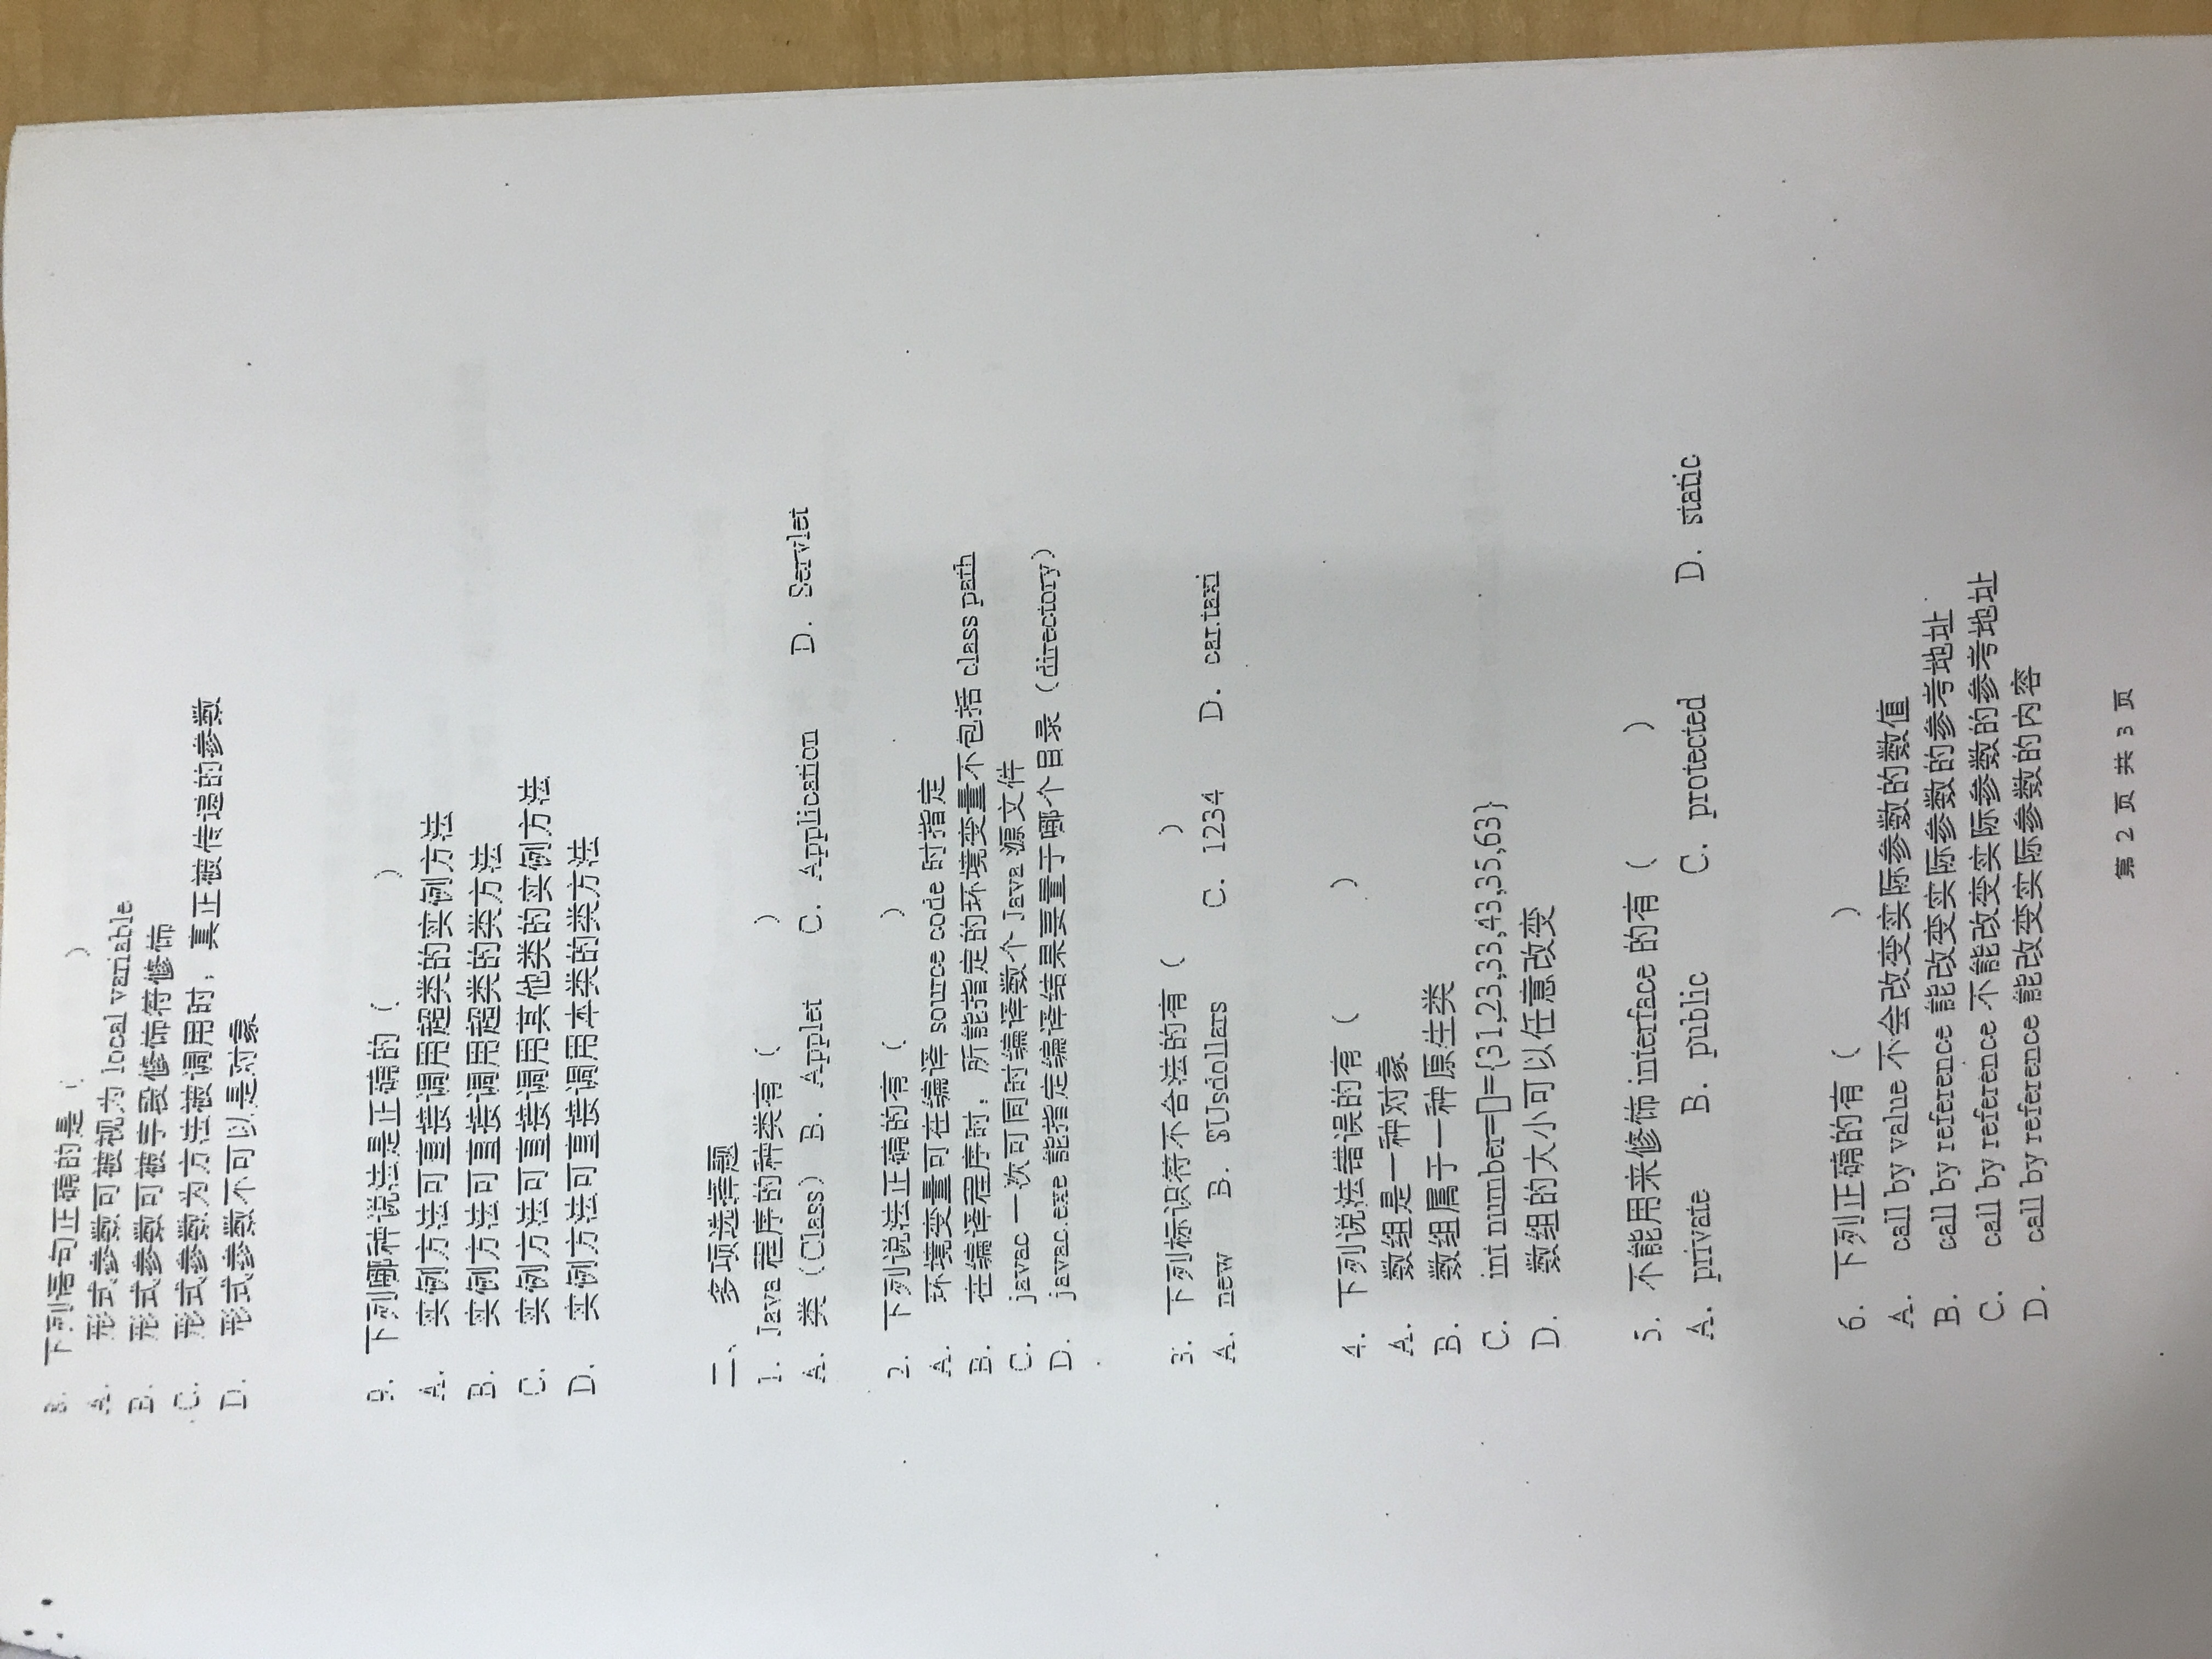 8. 下列语句正确的是（ ）
A. 形式参数可被视为 local variable
B. 形式参数可被字段修饰符修饰
C. 形式参数为方法被调用时，真正被传递的参数
D. 形式参数不可以是对象
9. 下列哪种说法是正确的（ ）
A. 实例方法可直接调用超类的实例方法
B. 实例方法可直接调用超类的类方法
C. 实例方法可直接调用其他类的实例方法
D. 实例方法可直接调用本类的类方法
二、 多项选择题
1. Java 程序的种类有（ ）
A. 类（Class） B. Applet C. Application D. Servlet
2. 下列说法正确的有（ ）
A. 环境变量可在编译 source code 时指定
B. 在编译程序时，所能指定的环境变量不包括 class path
C. javac 一次可同时编译数个 Java 源文件
D. javac.exe 能指定编译结果要置于哪个目录（directory）
3. 下列标识符不合法的有（ ）
A. new B. $Usdollars C. 1234 D. car.taxi
4. 下列说法错误的有（ ）
A. 数组是一种对象
B. 数组属于一种原生类
C. int number=[]={31,23,33,43,35,63}
D. 数组的大小可以任意改变
5. 不能用来修饰 interface 的有（ ）
A. private B. public C. protected D. static
6. 下列正确的有（ ）
A. call by value 不会改变实际参数的数值
B. call by reference 能改变实际参数的参考地址
C. call by reference 不能改变实际参数的参考地址
D. call by reference 能改变实际参数的内容
第 2 页 共 3 页